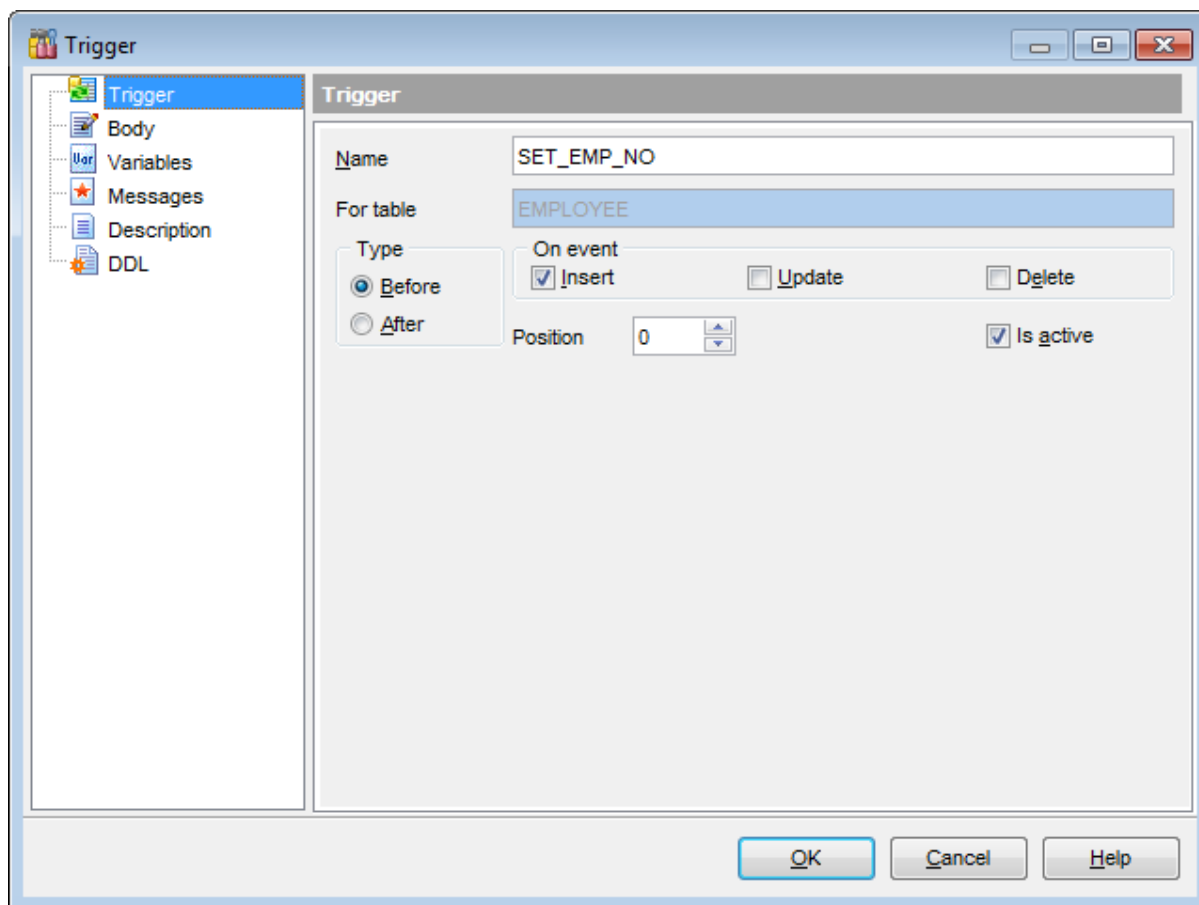 Trigger
Trigger
Body
Var Variables
Messages
Description
DDL
Trigger
Name SET_EMP_NO
For table EMPLOYEE
Type
Before
After
On event
Insert Update Delete
Position 0 Is active
OK Cancel Help